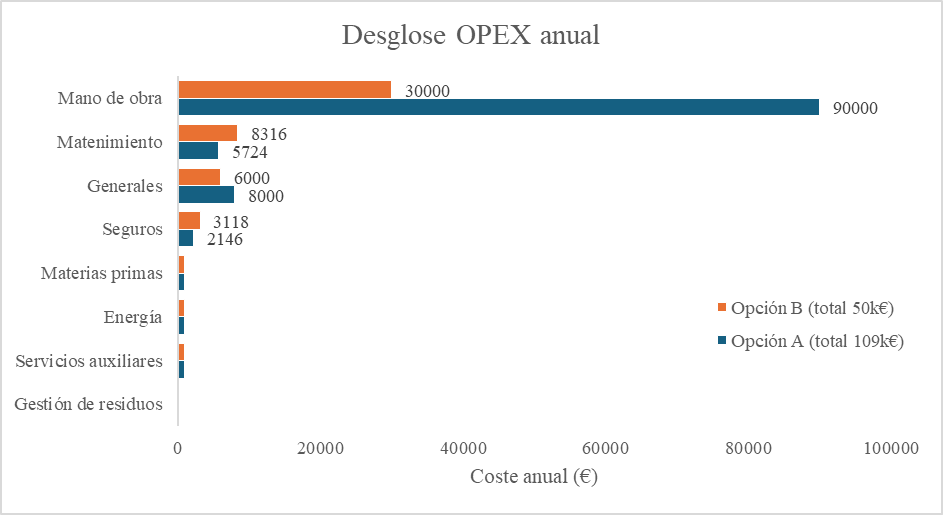 Desglose OPEX anual
Mano de obra
30000
90000
Matenimiento
8316
5724
Generales
6000
8000
Seguros
3118
2146
Materias primas
Energía
Servicios auxiliares
Gestión de residuos
Opción B (total 50k€)
Opción A (total 109k€)
0 20000 40000 60000 80000 100000
Coste anual (€)